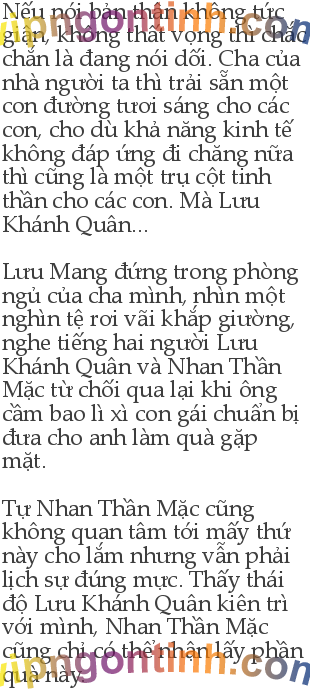 Nếu nói bản thân không tức
giận, không thất vọng thì chắc
chắn là đang nói dối. Cha của
nhà người ta thì trải sẵn một
con đường tươi sáng cho các
con, cho dù khả năng kinh tế
không đáp ứng đi chăng nữa
thì cũng là một trụ cột tinh
thần cho các con. Mà Lưu
Khánh Quân...
Lưu Mang đứng trong phòng
ngủ của cha mình, nhìn một
nghìn tệ rơi vãi khắp giường,
nghe tiếng hai người Lưu
Khánh Quân và Nhan Thần
Mặc từ chối qua lại khi ông
cầm bao lì xì con gái chuẩn bị
đưa cho anh làm quà gặp
mặt.
Tự Nhan Thần Mặc cũng
không quan tâm tới mấy thứ
này cho lắm nhưng vẫn phải
lịch sự đúng mực. Thấy thái
độ Lưu Khánh Quân kiên trì
với mình, Nhan Thần Mặc
cũng chỉ có thể nhận lấy phần
quà này.
vipngontinh.com
vipngontinh.com